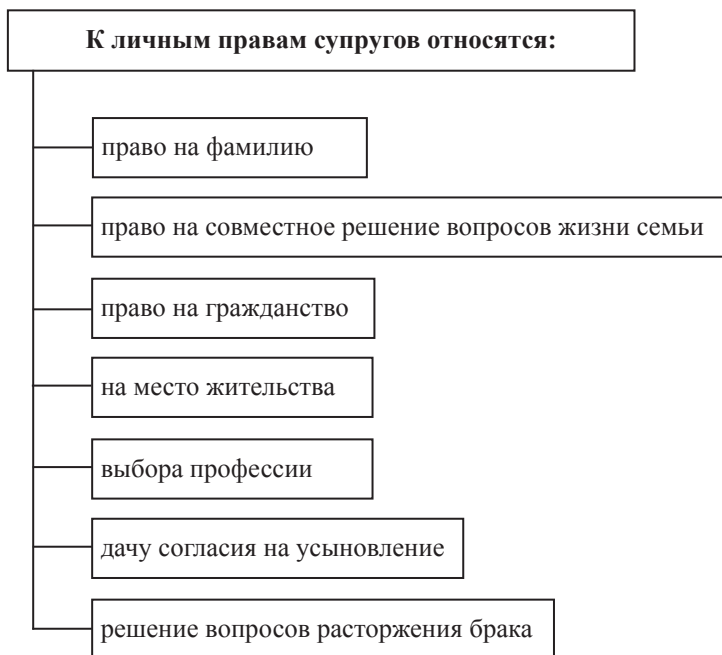 К личным правам супругов относятся:
право на фамилию
право на совместное решение вопросов жизни семьи
право на гражданство
на место жительства
выбора профессии
дачу согласия на усыновление
решение вопросов расторжения брака